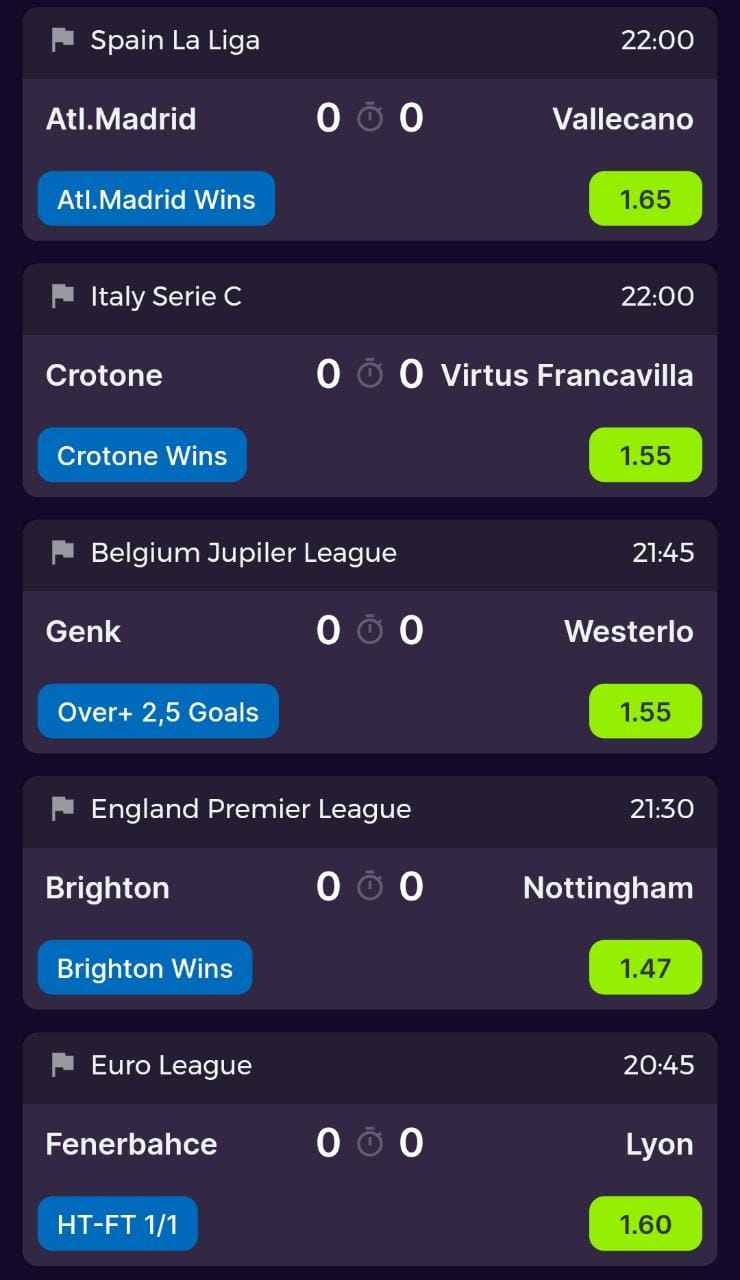 Spain La Liga 22:00
Atl.Madrid 0 0 Vallecano
Atl.Madrid Wins 1.65
Italy Serie C 22:00
Crotone 0 0 Virtus Francavilla
Crotone Wins 1.55
Belgium Jupiler League 21:45
Genk 0 0 Westerlo
Over+ 2,5 Goals 1.55
England Premier League 21:30
Brighton 0 0 Nottingham
Brighton Wins 1.47
Euro League 20:45
Fenerbahce 0 0 Lyon
HT-FT 1/1 1.60